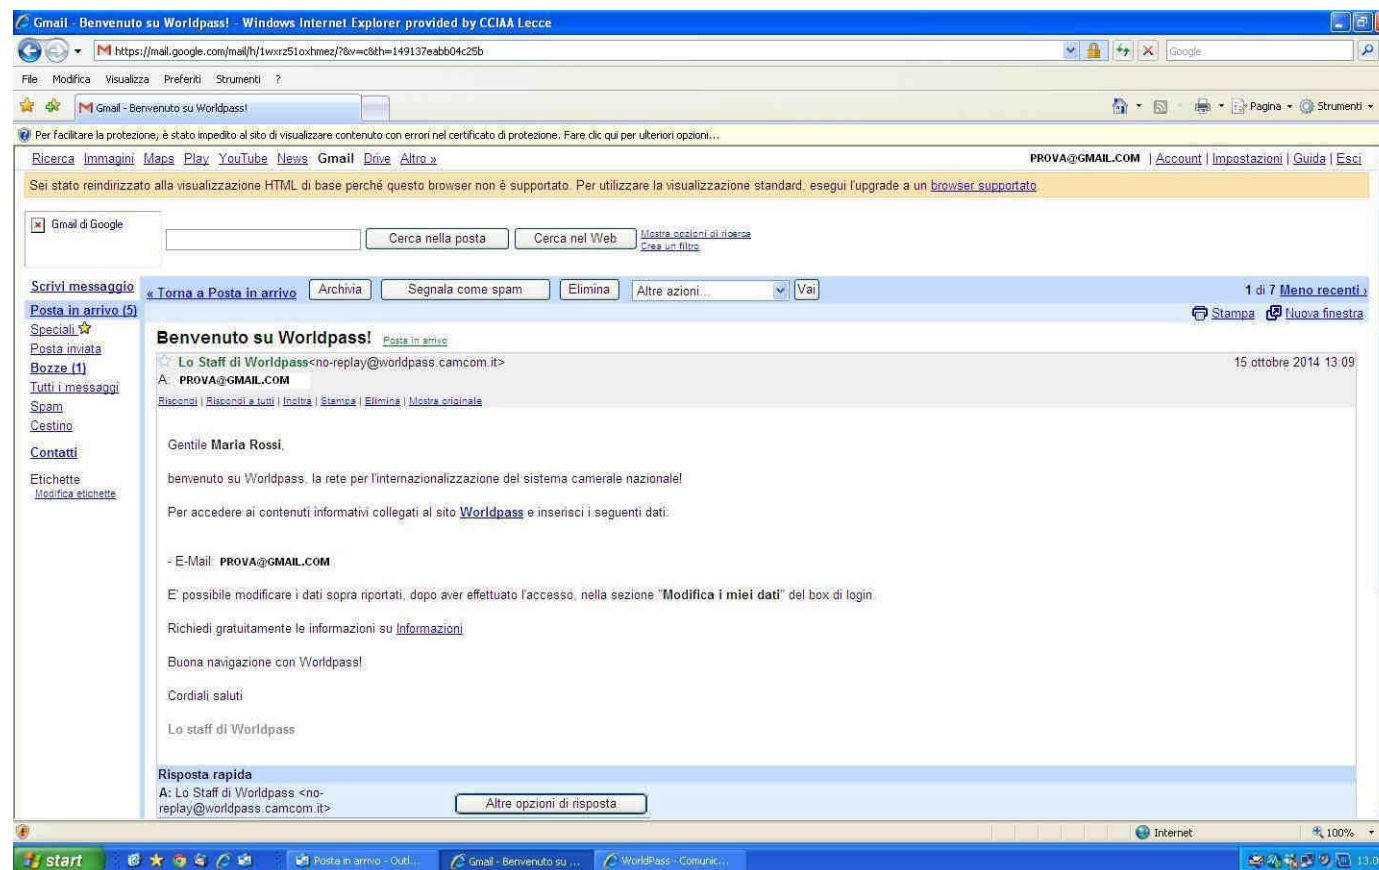 Gmail - Benvenuto su Worldpass! - Windows Internet Explorer provided by CCIAA Lecce
https://mail.google.com/mail/h/1wxrz51oxhmez/?&v=c&th=149137eabb04c25b
Google
File Modifica Visualizza Preferiti Strumenti ?
Gmail - Benvenuto su Worldpass!
Pagina Strumenti
Per facilitare la protezione, è stato impedito al sito di visualizzare contenuto con errori nel certificato di protezione. Fare clic qui per ulteriori opzioni...
Ricerca Immagini Maps Play YouTube News Gmail Drive Altro »
PROVA@GMAIL.COM | Account | Impostazioni | Guida | Esci
Sei stato reindirizzato alla visualizzazione HTML di base perché questo browser non è supportato. Per utilizzare la visualizzazione standard, esegui l'upgrade a un browser supportato.
Gmail di Google
Cerca nella posta Cerca nel Web
Mostra opzioni di ricerca
Crea un filtro
Scrivi messaggio
Posta in arrivo (5)
Speciali
Posta inviata
Bozze (1)
Tutti i messaggi
Spam
Cestino
Contatti
Etichette
Modifica etichette
« Torna a Posta in arrivo Archivia Segnala come spam Elimina Altre azioni... Vai
1 di 7 Meno recenti ›
Stampa Nuova finestra
Benvenuto su Worldpass! Posta in arrivo
Lo Staff di Worldpass<no-replay@worldpass.camcom.it>
15 ottobre 2014 13:09
A: PROVA@GMAIL.COM
Rispondi | Rispondi a tutti | Inoltra | Stampa | Elimina | Mostra originale
Gentile Maria Rossi,
benvenuto su Worldpass, la rete per l'internazionalizzazione del sistema camerale nazionale!
Per accedere ai contenuti informativi collegati al sito Worldpass e inserisci i seguenti dati:
- E-Mail: PROVA@GMAIL.COM
E' possibile modificare i dati sopra riportati, dopo aver effettuato l'accesso, nella sezione "Modifica i miei dati" del box di login.
Richiedi gratuitamente le informazioni su Informazioni
Buona navigazione con Worldpass!
Cordiali saluti
Lo staff di Worldpass
Risposta rapida
A: Lo Staff di Worldpass <no-
replay@worldpass.camcom.it>
Altre opzioni di risposta
Internet
100%
start
Posta in arrivo - Outl...
Gmail - Benvenuto su ...
WorldPass - Comunic...